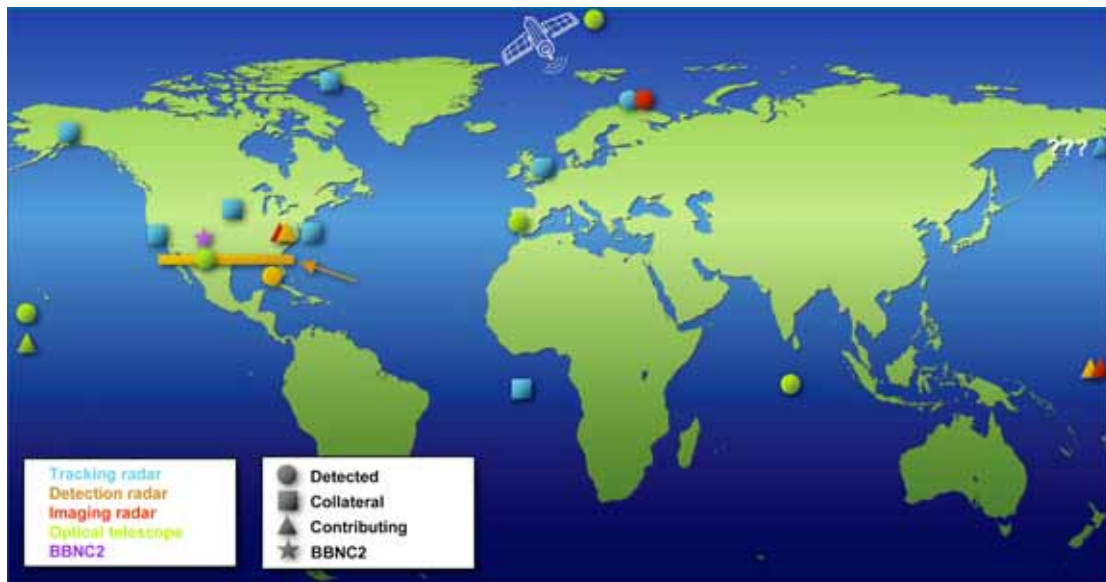 ???
Tracking radar
Detection radar
Imaging radar
Optical telescope
BBNC2
Detected
Collateral
Contributing
BBNC2